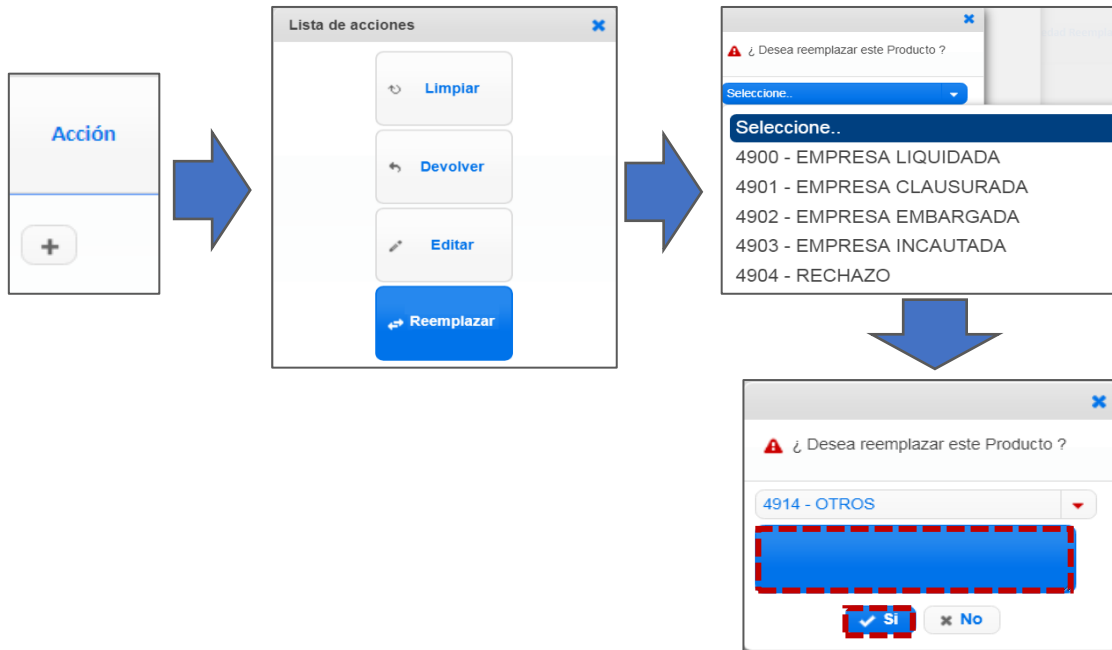 Acción
Lista de acciones
Limpiar
Devolver
Editar
Reemplazar
¿ Desea reemplazar este Producto ?
Seleccione..
Seleccione..
4900 - EMPRESA LIQUIDADA
4901 - EMPRESA CLAUSURADA
4902 - EMPRESA EMBARGADA
4903 - EMPRESA INCAUTADA
4904 - RECHAZO
¿ Desea reemplazar este Producto ?
4914 - OTROS
Si
No